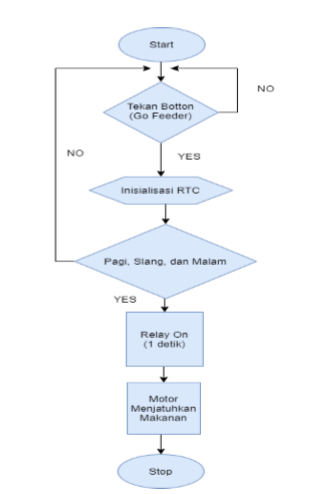 Start
NO
Tekan Botton
(Go Feeder)
NO
YES
Inisialisasi RTC
Pagi, Slang, dan Malam
YES
Relay On
(1 detik)
Motor
Menjatuhkan
Makanan
Stop